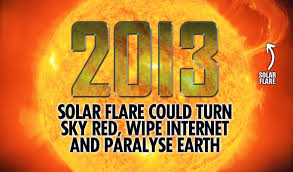 2013
SOLAR
FLARE
SOLAR FLARE COULD TURN
SKY RED, WIPE INTERNET
AND PARALYSE EARTH